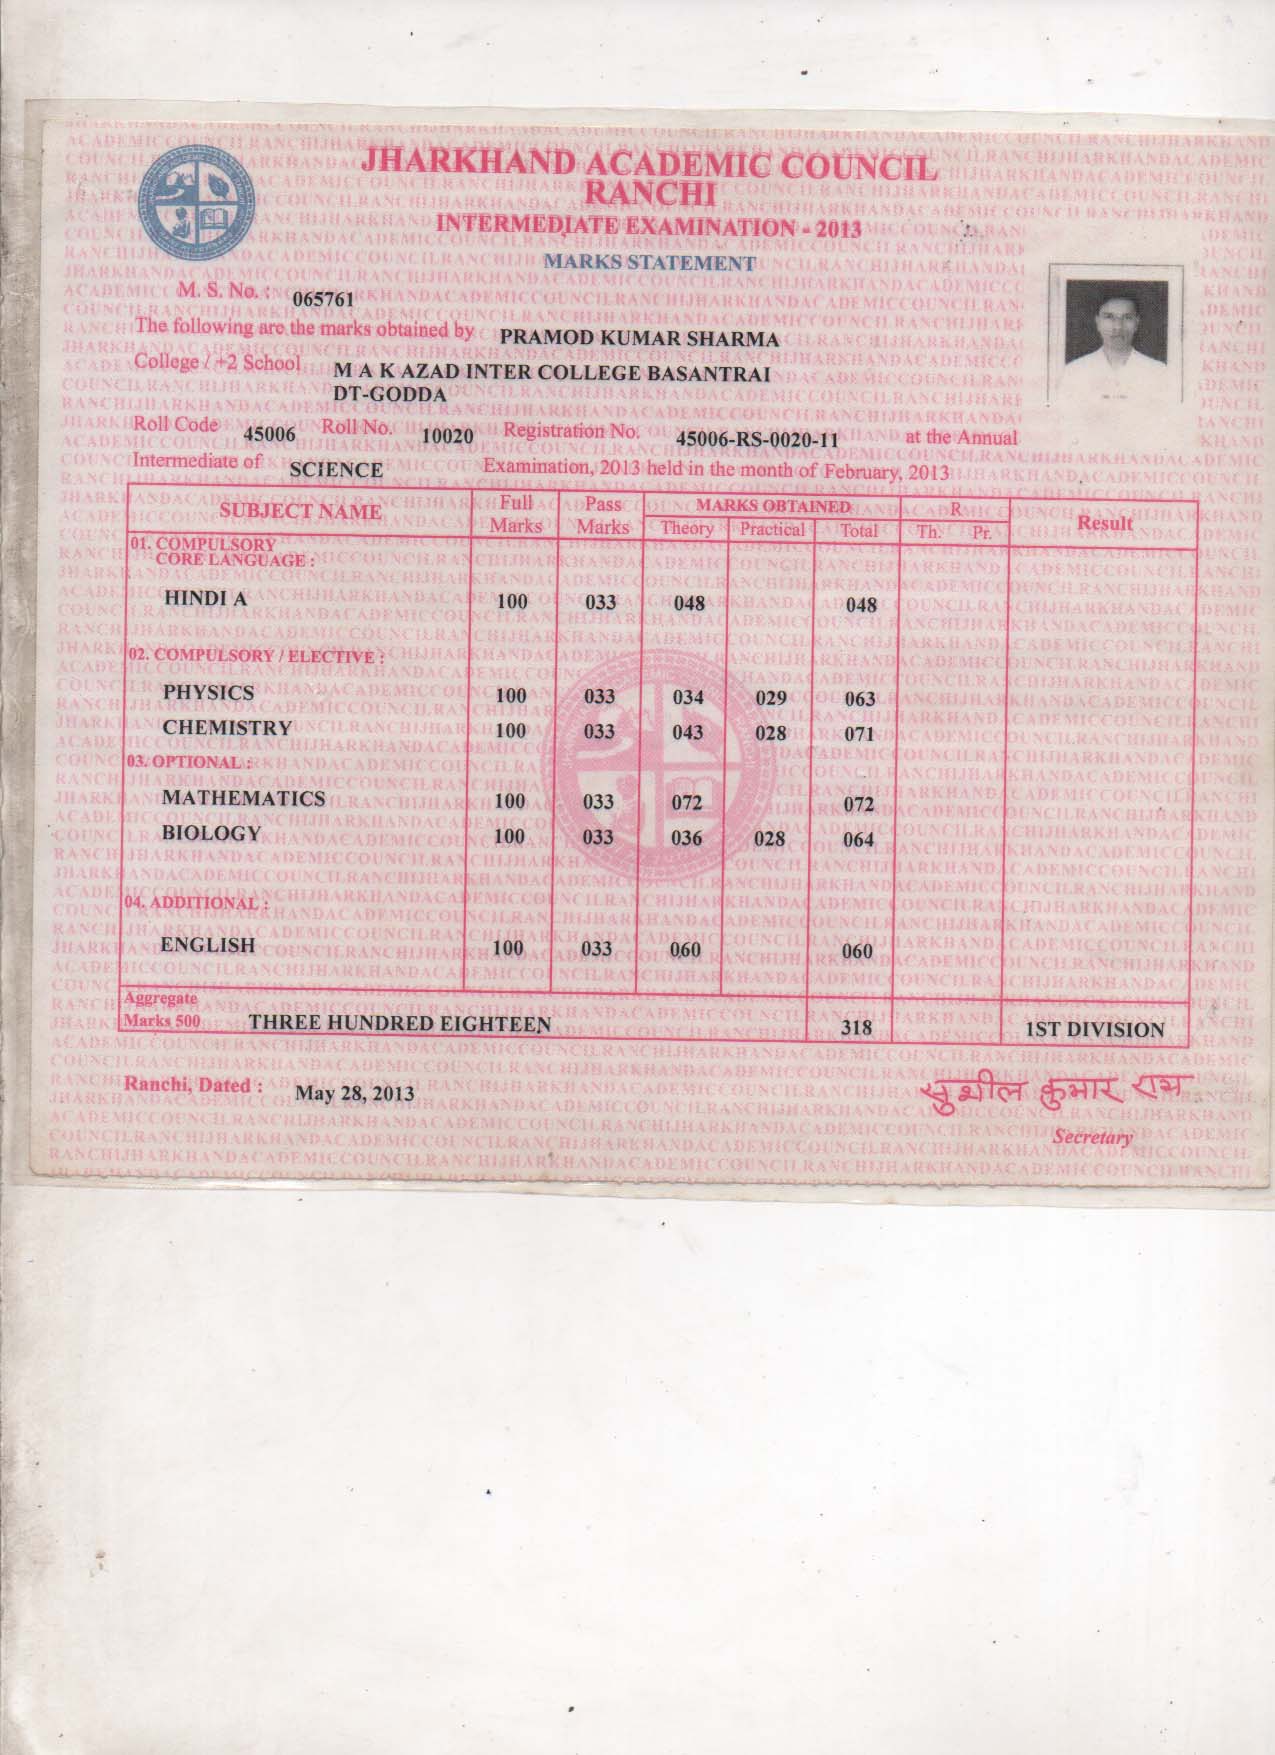 JHARKHAND ACADEMIC COUNCIL
RANCHI
INTERMEDIATE EXAMINATION - 2013
MARKS STATEMENT
M. S. No. : 065761
The following are the marks obtained by PRAMOD KUMAR SHARMA
College / +2 School M A K AZAD INTER COLLEGE BASANTRAI
DT-GODDA
Roll Code 45006 Roll No. 10020 Registration No. 45006-RS-0020-11 at the Annual
Intermediate of SCIENCE Examination, 2013 held in the month of February, 2013
SUBJECT NAME Full Marks Pass Marks MARKS OBTAINED R Result
Theory Practical Total Th. Pr.
01. COMPULSORY
CORE LANGUAGE :
HINDI A 100 033 048 048
02. COMPULSORY / ELECTIVE :
PHYSICS 100 033 034 029 063
CHEMISTRY 100 033 043 028 071
03. OPTIONAL :
MATHEMATICS 100 033 072 072
BIOLOGY 100 033 036 028 064
04. ADDITIONAL :
ENGLISH 100 033 060 060
Aggregate
Marks 500 THREE HUNDRED EIGHTEEN 318 1ST DIVISION
Ranchi, Dated : May 28, 2013
सुशील कुमार राय
Secretary